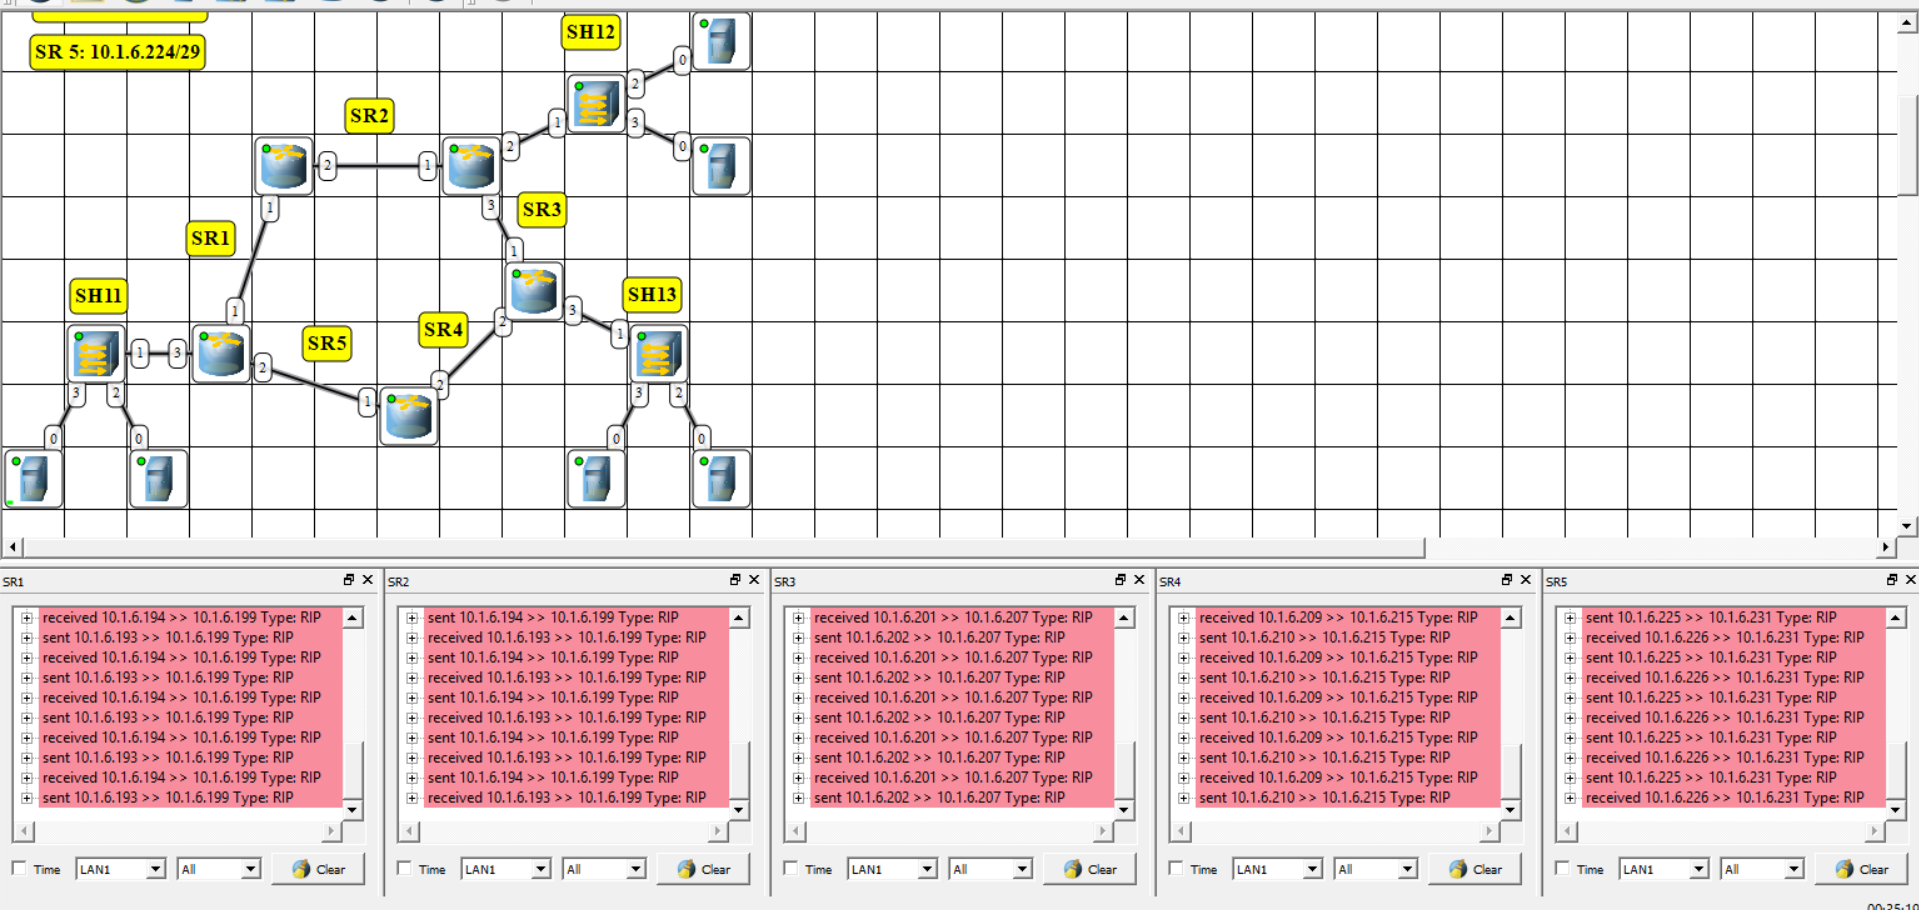 SR 5: 10.1.6.224/29
SH12
0
2
SR2
1
3
2
0
2
1
1
3
SR3
SR1
1
SH11
1
SH13
3
SR4
2
1
SR5
1
3
2
2
3
2
1
3
2
0
0
0
0
SR1
received 10.1.6.194 >> 10.1.6.199 Type: RIP
sent 10.1.6.193 >> 10.1.6.199 Type: RIP
received 10.1.6.194 >> 10.1.6.199 Type: RIP
sent 10.1.6.193 >> 10.1.6.199 Type: RIP
received 10.1.6.194 >> 10.1.6.199 Type: RIP
sent 10.1.6.193 >> 10.1.6.199 Type: RIP
received 10.1.6.194 >> 10.1.6.199 Type: RIP
sent 10.1.6.193 >> 10.1.6.199 Type: RIP
received 10.1.6.194 >> 10.1.6.199 Type: RIP
sent 10.1.6.193 >> 10.1.6.199 Type: RIP
Time LAN1 All Clear
SR2
sent 10.1.6.194 >> 10.1.6.199 Type: RIP
received 10.1.6.193 >> 10.1.6.199 Type: RIP
sent 10.1.6.194 >> 10.1.6.199 Type: RIP
received 10.1.6.193 >> 10.1.6.199 Type: RIP
sent 10.1.6.194 >> 10.1.6.199 Type: RIP
received 10.1.6.193 >> 10.1.6.199 Type: RIP
sent 10.1.6.194 >> 10.1.6.199 Type: RIP
received 10.1.6.193 >> 10.1.6.199 Type: RIP
sent 10.1.6.194 >> 10.1.6.199 Type: RIP
received 10.1.6.193 >> 10.1.6.199 Type: RIP
Time LAN1 All Clear
SR3
received 10.1.6.201 >> 10.1.6.207 Type: RIP
sent 10.1.6.202 >> 10.1.6.207 Type: RIP
received 10.1.6.201 >> 10.1.6.207 Type: RIP
sent 10.1.6.202 >> 10.1.6.207 Type: RIP
received 10.1.6.201 >> 10.1.6.207 Type: RIP
sent 10.1.6.202 >> 10.1.6.207 Type: RIP
received 10.1.6.201 >> 10.1.6.207 Type: RIP
sent 10.1.6.202 >> 10.1.6.207 Type: RIP
received 10.1.6.201 >> 10.1.6.207 Type: RIP
sent 10.1.6.202 >> 10.1.6.207 Type: RIP
Time LAN1 All Clear
SR4
received 10.1.6.209 >> 10.1.6.215 Type: RIP
sent 10.1.6.210 >> 10.1.6.215 Type: RIP
received 10.1.6.209 >> 10.1.6.215 Type: RIP
sent 10.1.6.210 >> 10.1.6.215 Type: RIP
received 10.1.6.209 >> 10.1.6.215 Type: RIP
sent 10.1.6.210 >> 10.1.6.215 Type: RIP
received 10.1.6.209 >> 10.1.6.215 Type: RIP
sent 10.1.6.210 >> 10.1.6.215 Type: RIP
received 10.1.6.209 >> 10.1.6.215 Type: RIP
sent 10.1.6.210 >> 10.1.6.215 Type: RIP
Time LAN1 All Clear
SR5
sent 10.1.6.225 >> 10.1.6.231 Type: RIP
received 10.1.6.226 >> 10.1.6.231 Type: RIP
sent 10.1.6.225 >> 10.1.6.231 Type: RIP
received 10.1.6.226 >> 10.1.6.231 Type: RIP
sent 10.1.6.225 >> 10.1.6.231 Type: RIP
received 10.1.6.226 >> 10.1.6.231 Type: RIP
sent 10.1.6.225 >> 10.1.6.231 Type: RIP
received 10.1.6.226 >> 10.1.6.231 Type: RIP
sent 10.1.6.225 >> 10.1.6.231 Type: RIP
received 10.1.6.226 >> 10.1.6.231 Type: RIP
Time LAN1 All Clear